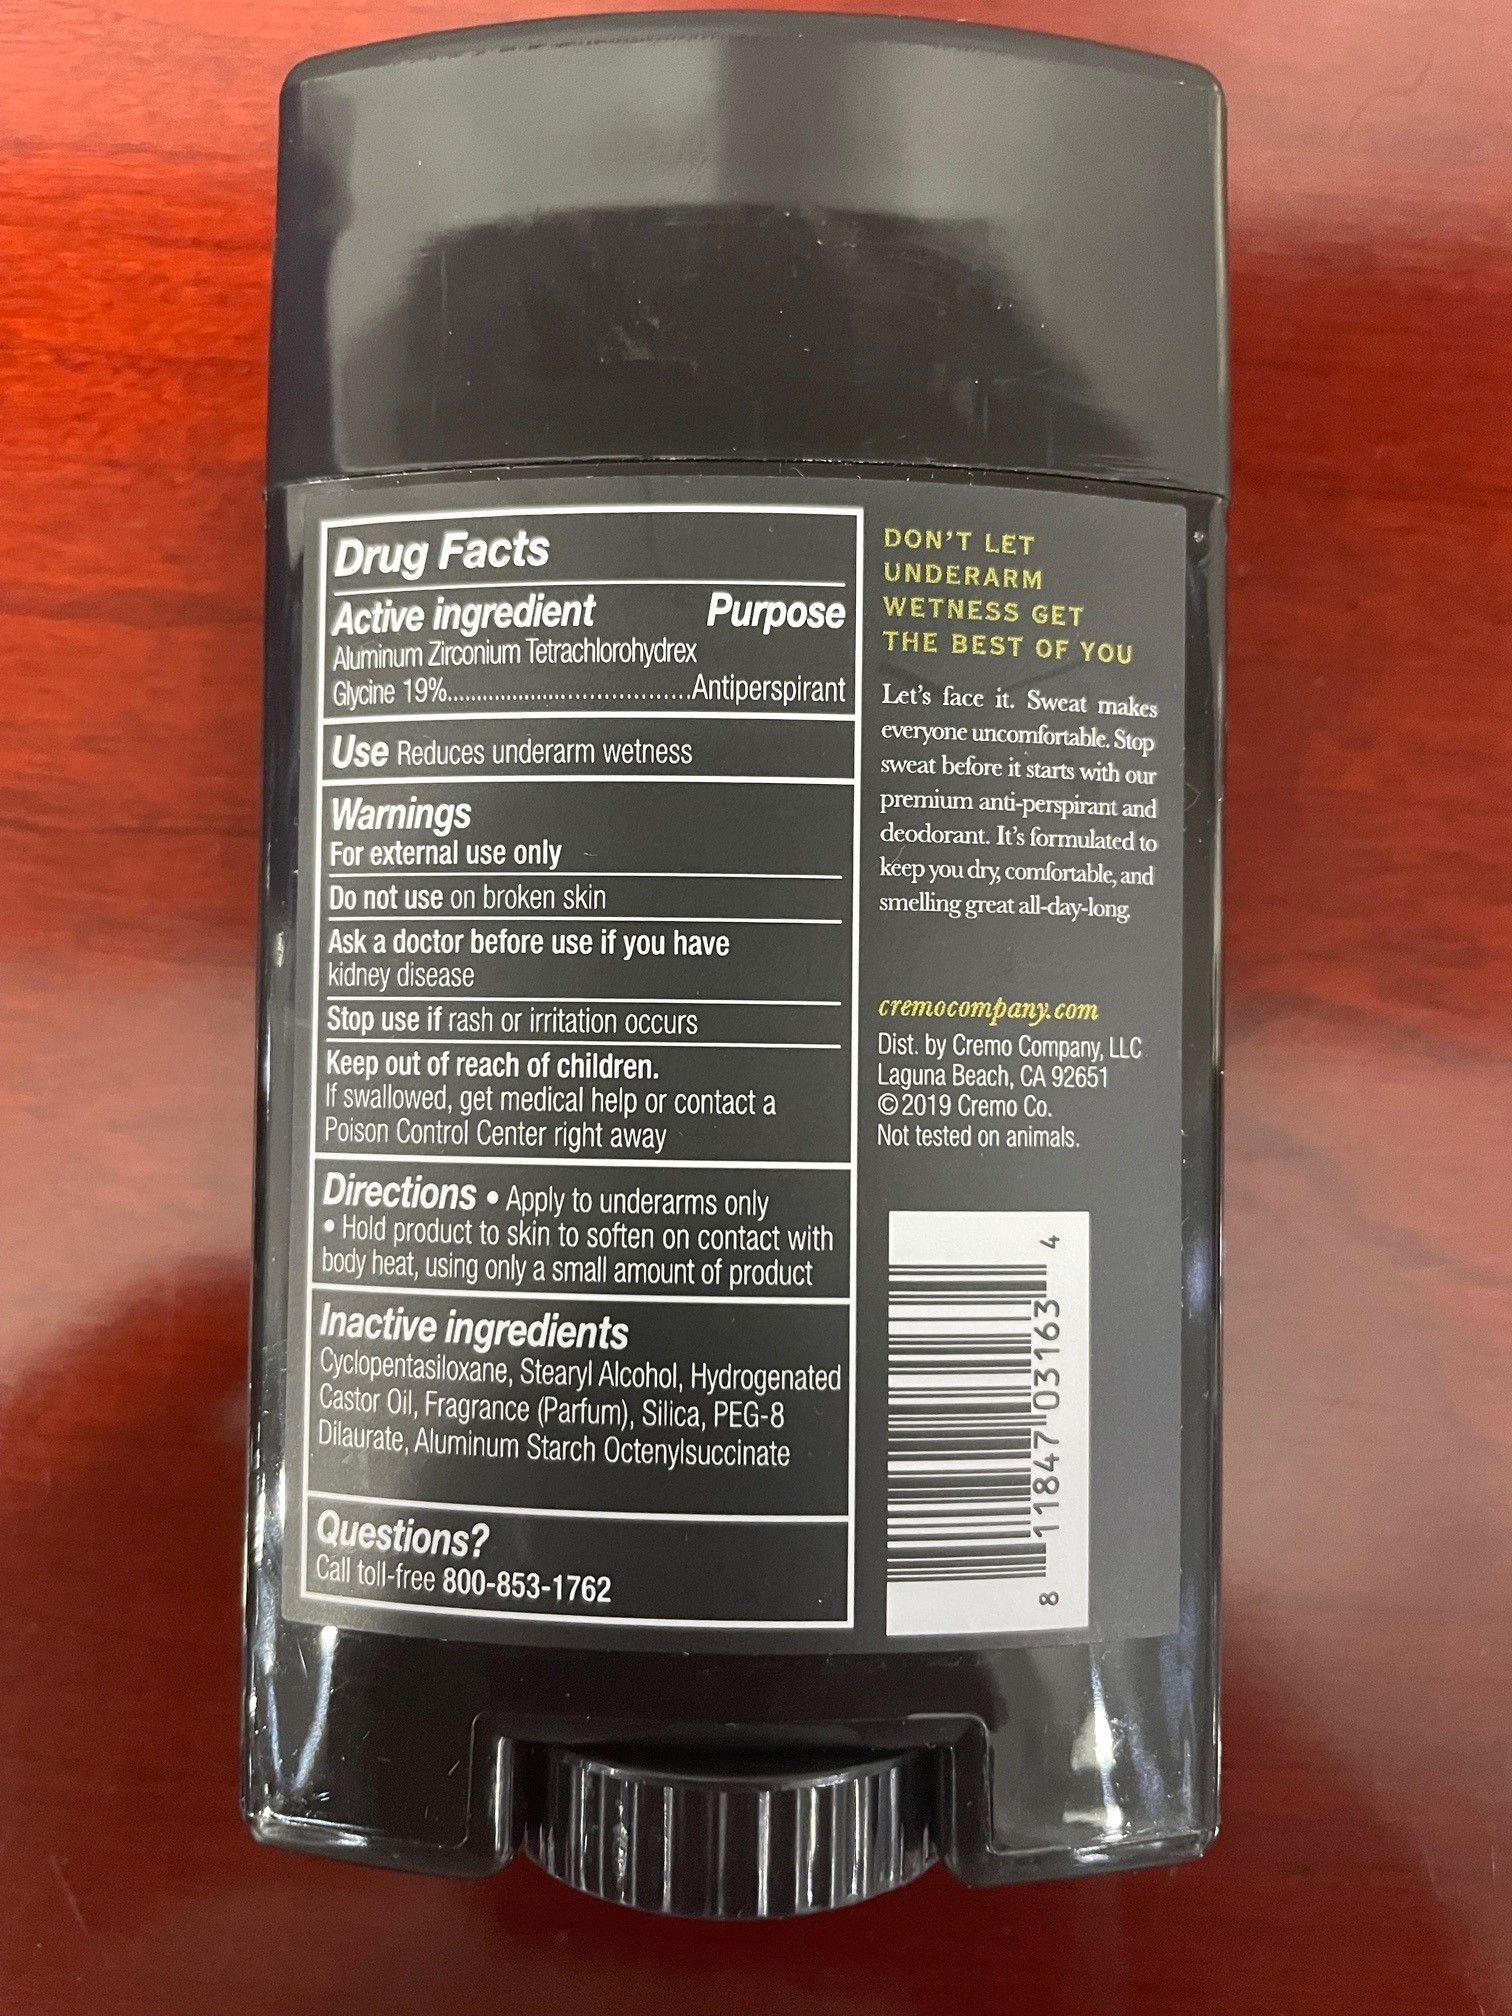 Drug Facts
Active ingredient Purpose
Aluminum Zirconium Tetrachlorohydrex
Glycine 19%.........................................Antiperspirant
Use Reduces underarm wetness
Warnings
For external use only
Do not use on broken skin
Ask a doctor before use if you have
kidney disease
Stop use if rash or irritation occurs
Keep out of reach of children.
If swallowed, get medical help or contact a
Poison Control Center right away
Directions • Apply to underarms only
• Hold product to skin to soften on contact with
body heat, using only a small amount of product
Inactive ingredients
Cyclopentasiloxane, Stearyl Alcohol, Hydrogenated
Castor Oil, Fragrance (Parfum), Silica, PEG-8
Dilaurate, Aluminum Starch Octenylsuccinate
Questions?
Call toll-free 800-853-1762
DON'T LET
UNDERARM
WETNESS GET
THE BEST OF YOU
Let's face it. Sweat makes
everyone uncomfortable. Stop
sweat before it starts with our
premium anti-perspirant and
deodorant. It's formulated to
keep you dry, comfortable, and
smelling great all-day-long.
cremocompany.com
Dist. by Cremo Company, LLC
Laguna Beach, CA 92651
©2019 Cremo Co.
Not tested on animals.
8 11847 03163 4